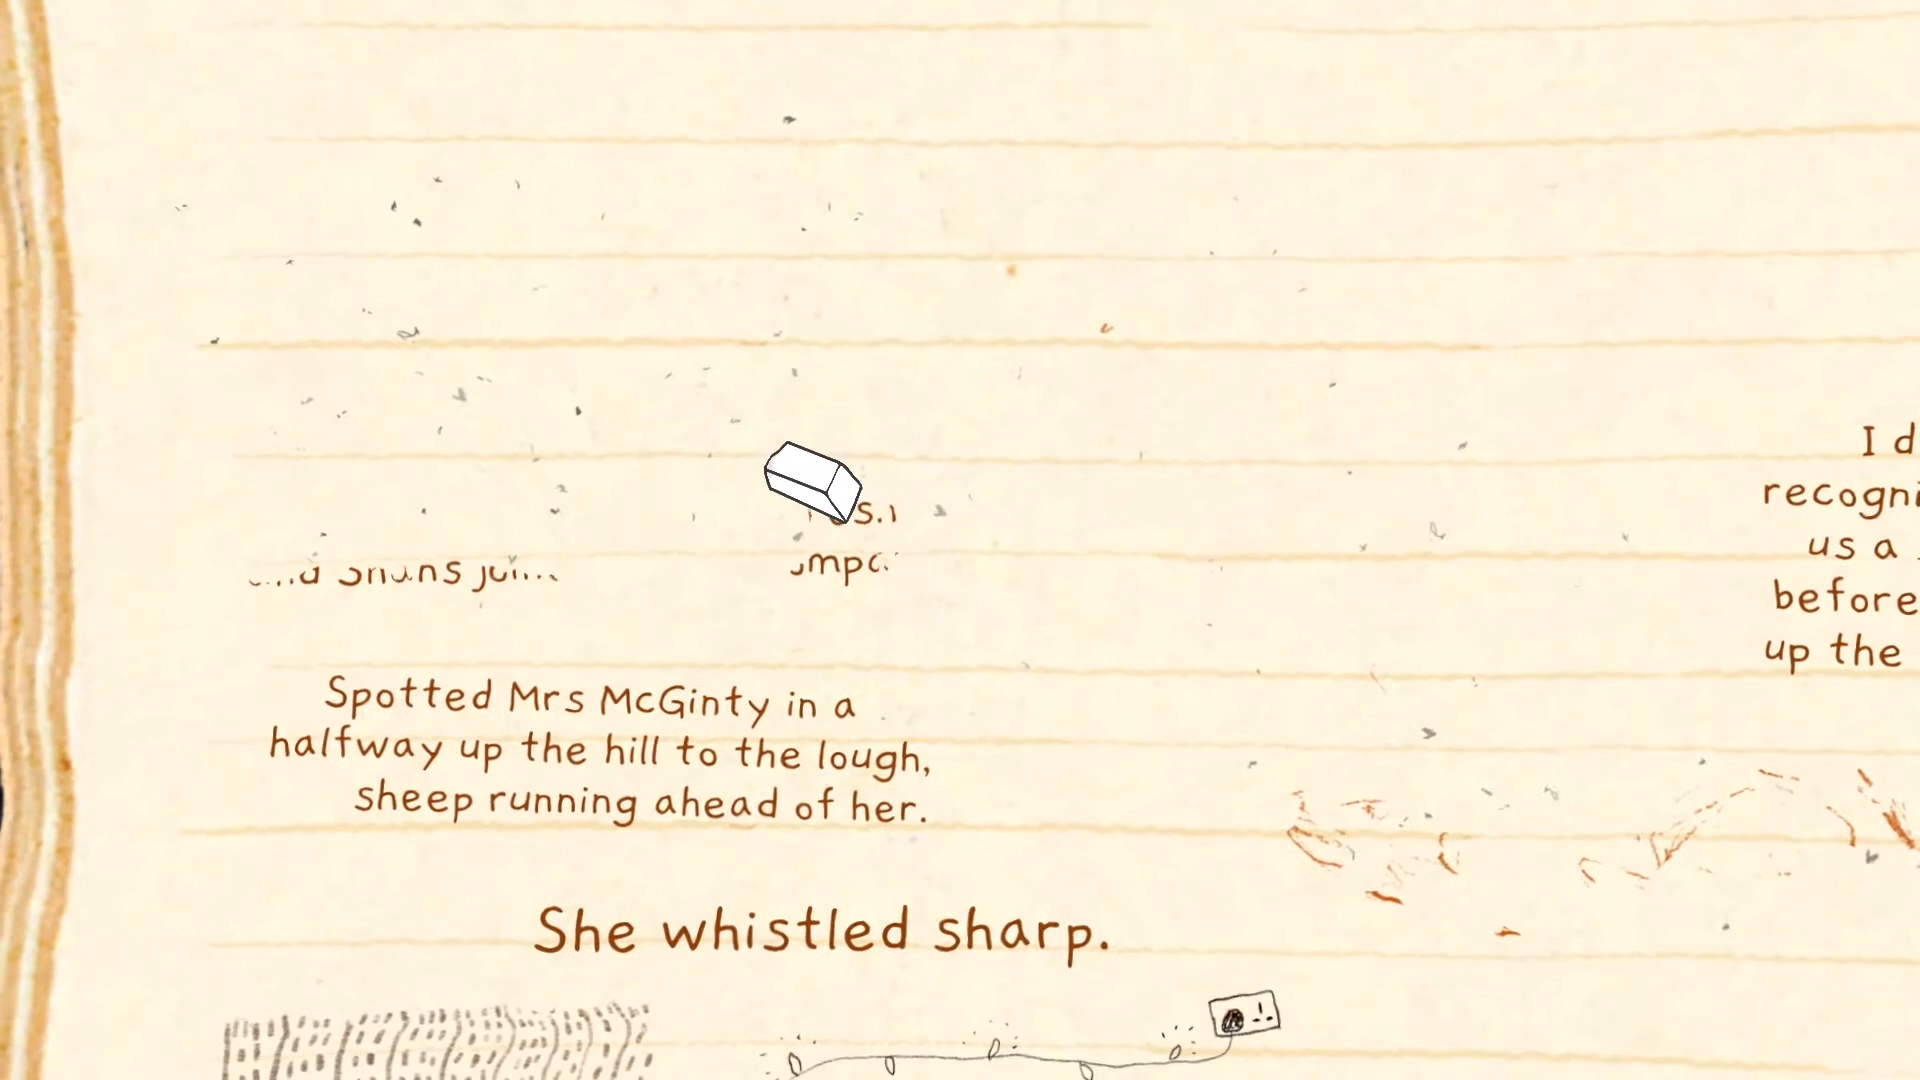 Spotted Mrs McGinty in a
halfway up the hill to the lough,
sheep running ahead of her.
She whistled sharp.
I d
recogni
us a
before
up the